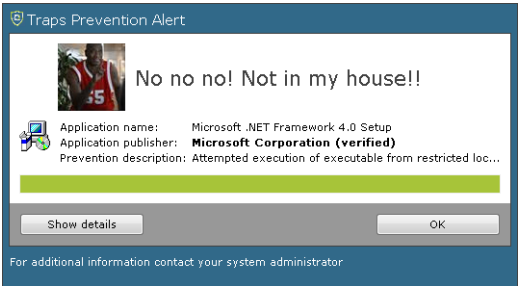 Traps Prevention Alert
No no no! Not in my house!!
Application name: Microsoft .NET Framework 4.0 Setup
Application publisher: Microsoft Corporation (verified)
Prevention description: Attempted execution of executable from restricted loc...
Show details
OK
For additional information contact your system administrator
55